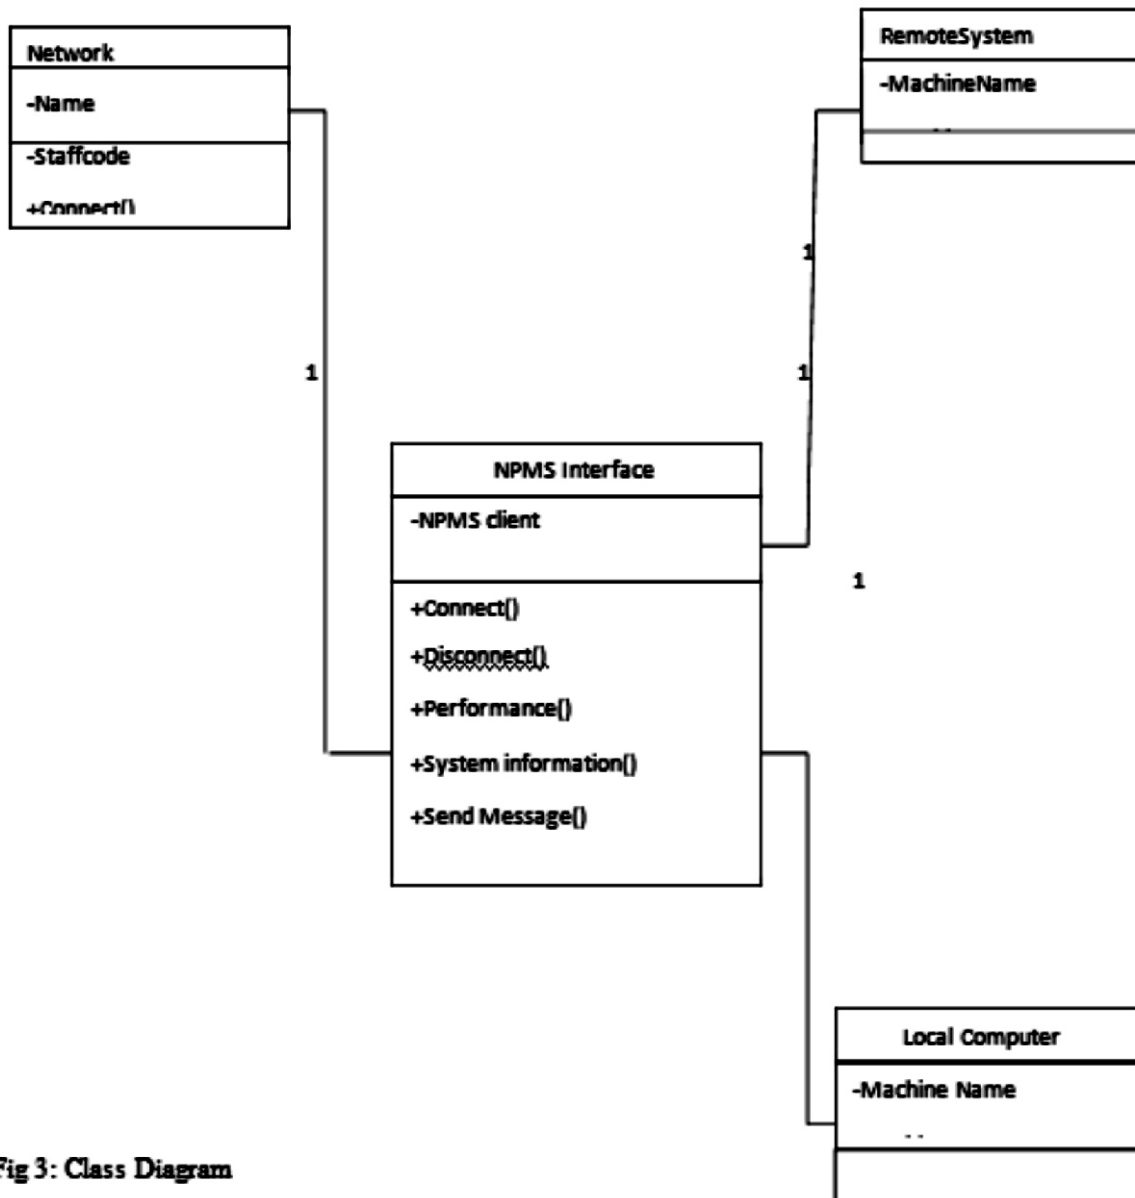 Network
-Name
-Staffcode
+Connect()
RemoteSystem
-MachineName
1
1
1
NPMS Interface
-NPMS client
+Connect()
+Disconnect()
+Performance()
+System information()
+Send Message()
1
Local Computer
-Machine Name
Fig 3: Class Diagram